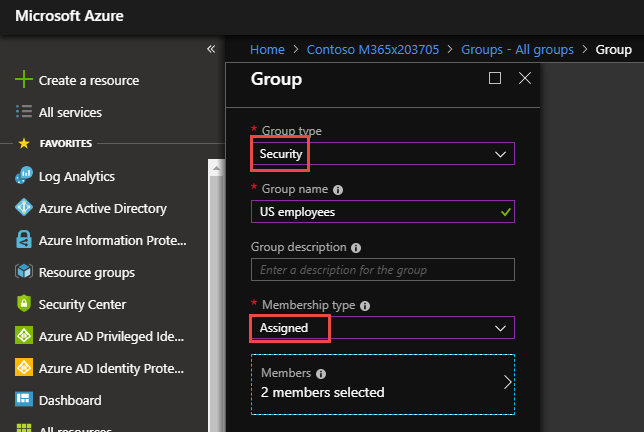 Microsoft Azure
«
Home > Contoso M365x203705 > Groups - All groups > Group
Create a resource
All services
FAVORITES
Log Analytics
Azure Active Directory
Azure Information Prote...
Resource groups
Security Center
Azure AD Privileged Ide...
Azure AD Identity Prote...
Dashboard
All resources
Group
* Group type
Security
* Group name
US employees
Group description
Enter a description for the group
* Membership type
Assigned
Members
2 members selected